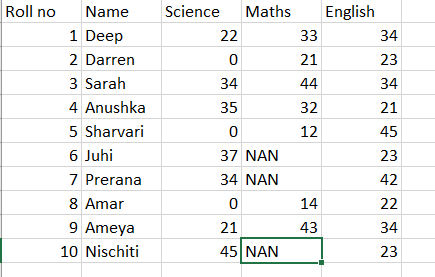 Roll no Name Science Maths English
1 Deep 22 33 34
2 Darren 0 21 23
3 Sarah 34 44 34
4 Anushka 35 32 21
5 Sharvari 0 12 45
6 Juhi 37 NAN 23
7 Prerana 34 NAN 42
8 Amar 0 14 22
9 Ameya 21 43 34
10 Nischiti 45 NAN 23